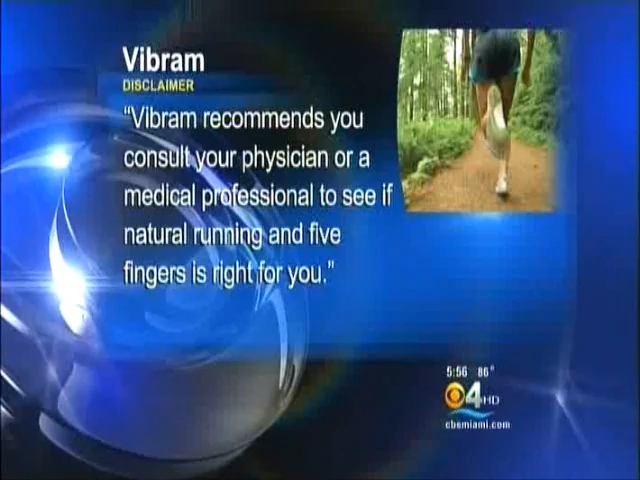 Vibram
DISCLAIMER
“Vibram recommends you
consult your physician or a
medical professional to see if
natural running and five
fingers is right for you.”
5:56 86°
4HD
cbsmiami.com